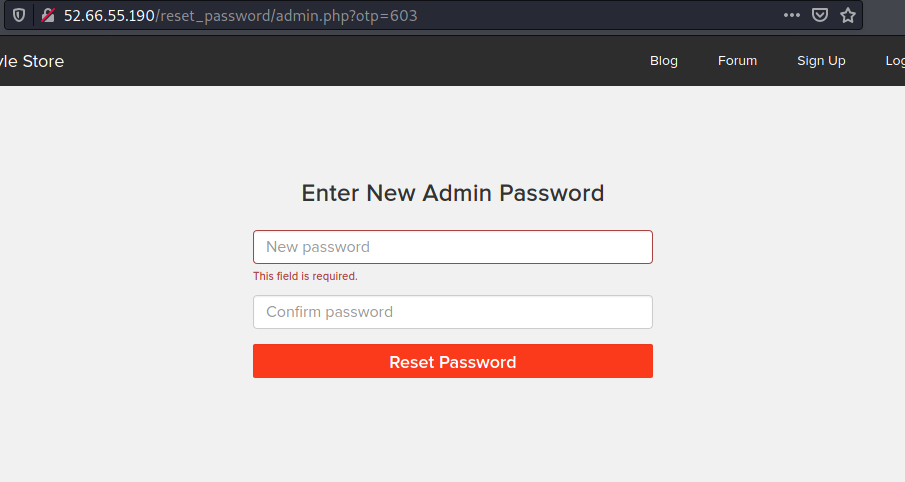 52.66.55.190/reset_password/admin.php?otp=603
Store
Blog Forum Sign Up
Enter New Admin Password
New password
This field is required.
Confirm password
Reset Password